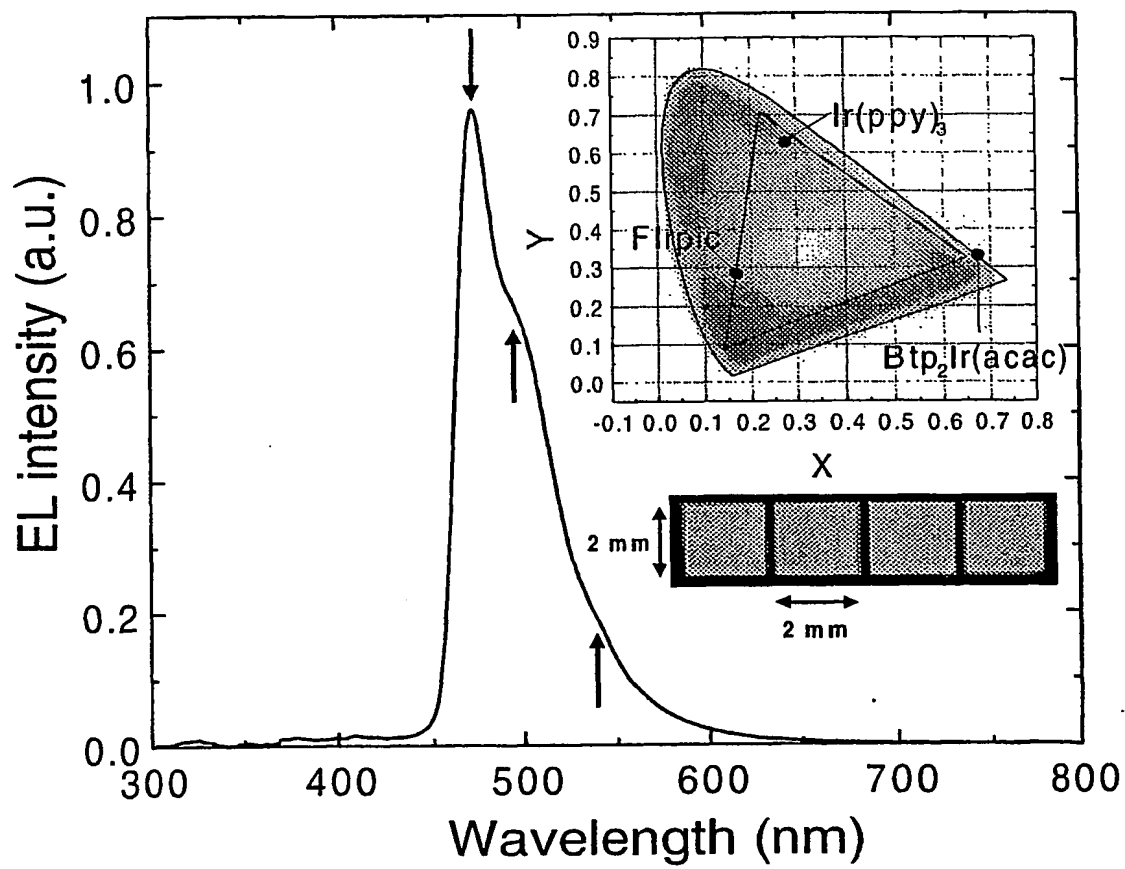 EL intensity (a.u.)
1.0
0.8
0.6
0.4
0.2
0.0
300 400 500 600 700 800
Wavelength (nm)
Y
0.9
0.8
0.7
0.6
0.5
0.4
0.3
0.2
0.1
0.0
-0.1 0.0 0.1 0.2 0.3 0.4 0.5 0.6 0.7 0.8
X
Ir(ppy)₃
FIrpic
Btp₂Ir(acac)
2 mm
2 mm